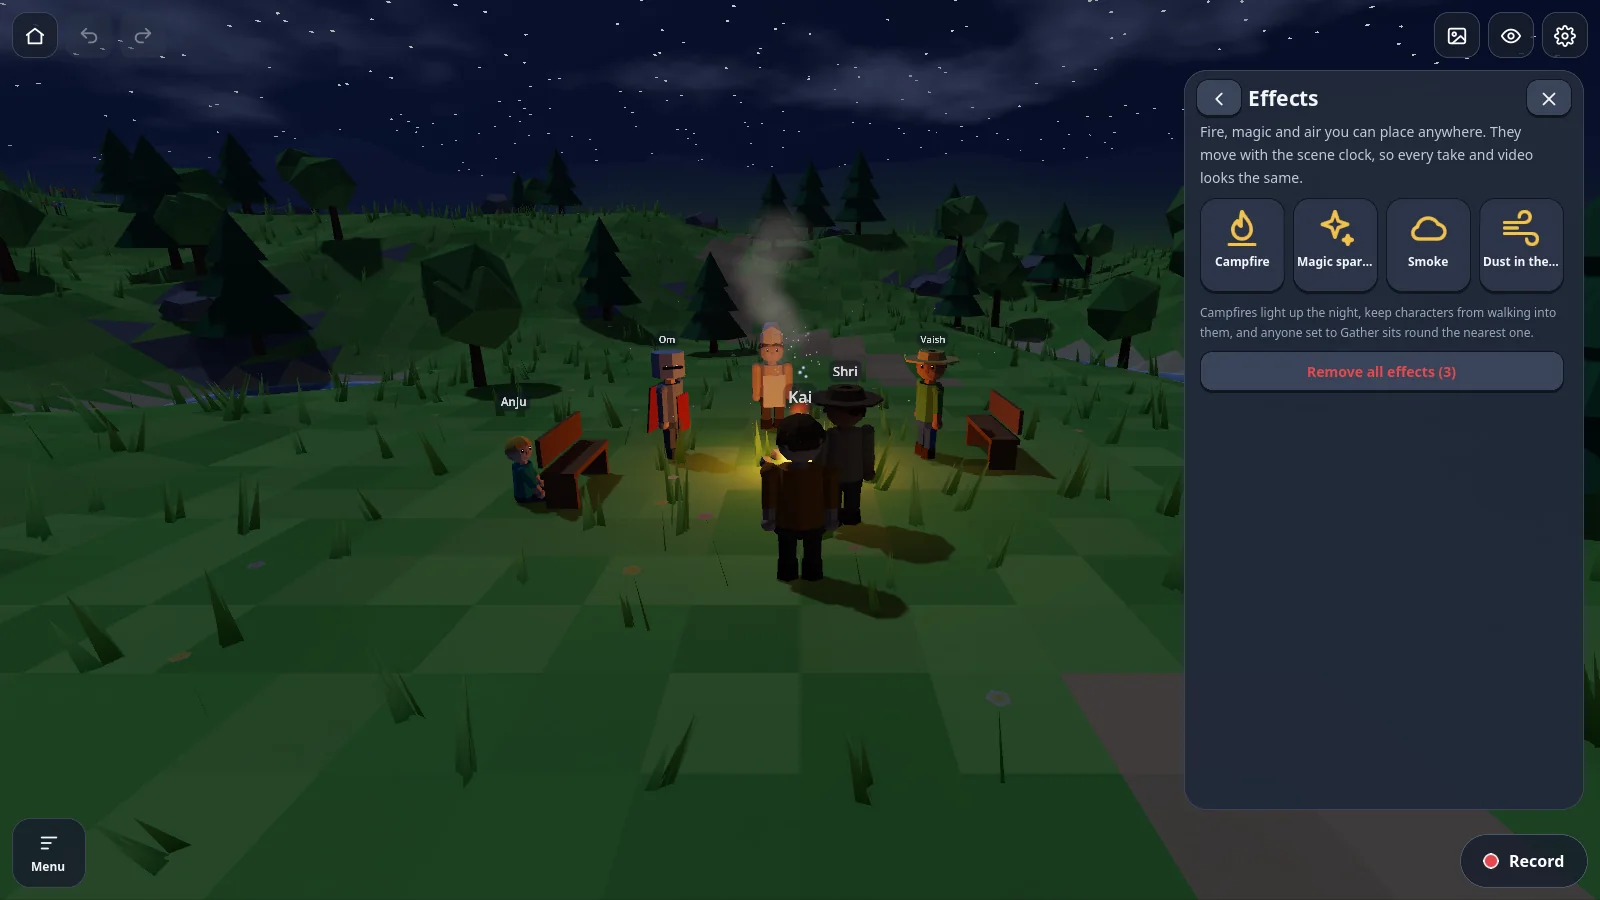 Effects
Fire, magic and air you can place anywhere. They
move with the scene clock, so every take and video
looks the same.
Campfire
Magic spar...
Smoke
Dust in the...
Campfires light up the night, keep characters from walking into
them, and anyone set to Gather sits round the nearest one.
Remove all effects (3)
Om
Vaish
Shri
Kai
Anju
Menu
Record